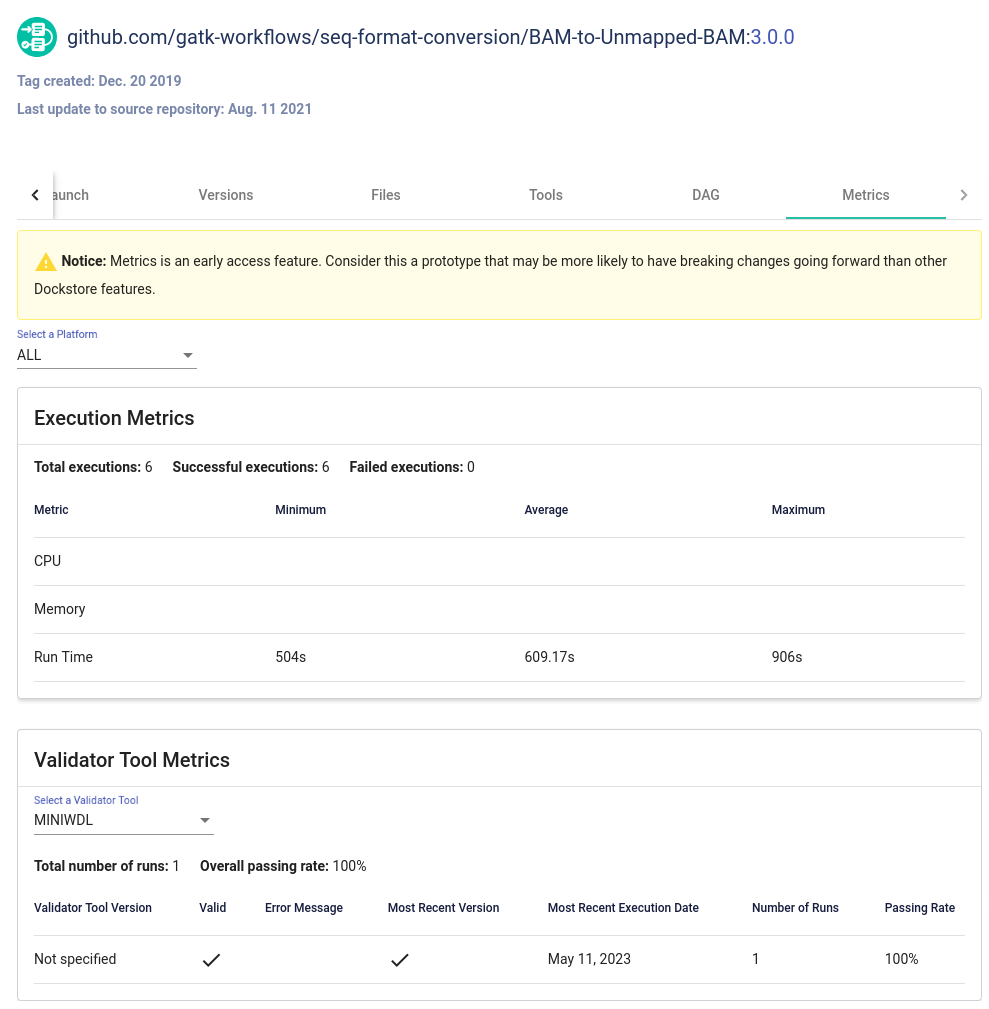 github.com/gatk-workflows/seq-format-conversion/BAM-to-Unmapped-BAM:3.0.0
Tag created: Dec. 20 2019
Last update to source repository: Aug. 11 2021
aunch Versions Files Tools DAG Metrics
Notice: Metrics is an early access feature. Consider this a prototype that may be more likely to have breaking changes going forward than other
Dockstore features.
Select a Platform
ALL
Execution Metrics
Total executions: 6 Successful executions: 6 Failed executions: 0
Metric Minimum Average Maximum
CPU
Memory
Run Time 504s 609.17s 906s
Validator Tool Metrics
Select a Validator Tool
MINIWDL
Total number of runs: 1 Overall passing rate: 100%
Validator Tool Version Valid Error Message Most Recent Version Most Recent Execution Date Number of Runs Passing Rate
Not specified May 11, 2023 1 100%